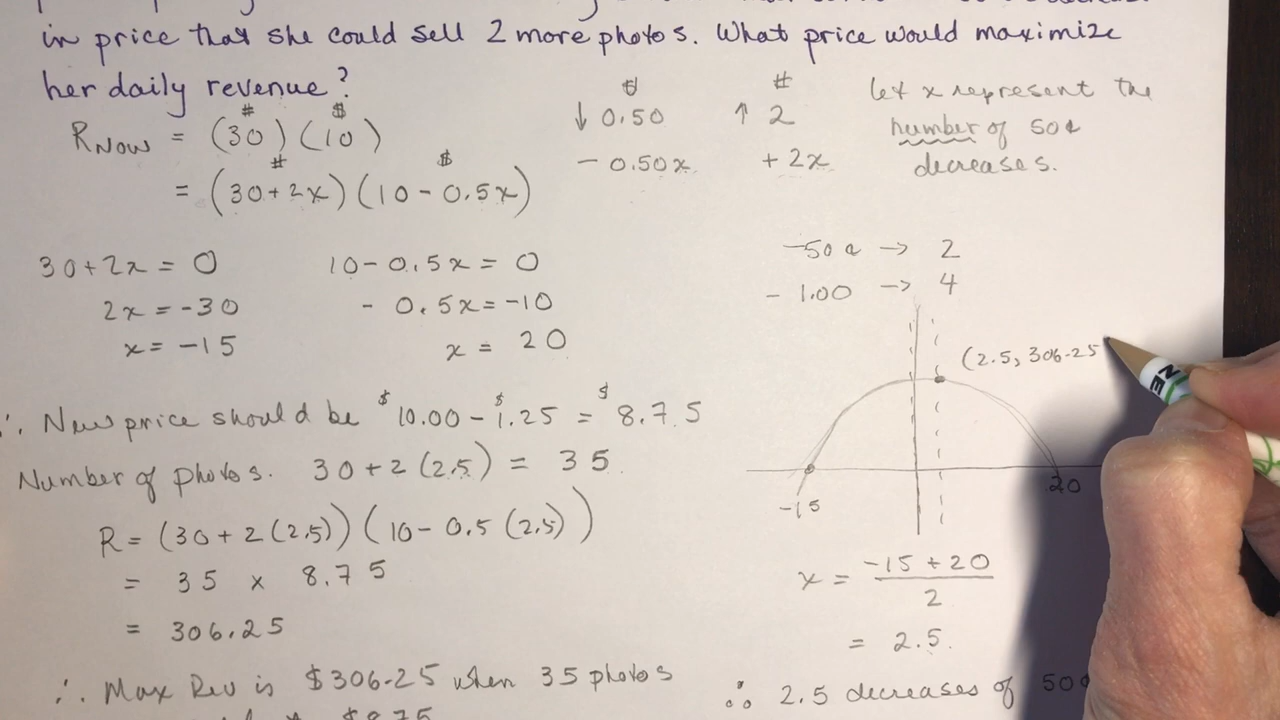 in price that she could sell 2 more photos. What price would maximize
her daily revenue?
# $
R NOW = (30)(10)
# $
= (30+2x)(10-0.5x)
$ #
↓ 0.50 ↑ 2
- 0.50x + 2x
let x represent the
number of 50¢
decreases.
30+2x = 0
2x = -30
x = -15
10-0.5x = 0
- 0.5x = -10
x = 20
-50¢ → 2
- 1.00 → 4
(2.5, 306.25
-15
20
∴ New price should be $10.00 - $1.25 = $8.75
Number of photos. 30+2(2.5) = 35
R = (30+2(2.5))(10-0.5(2.5))
= 35 x 8.75
= 306.25
x = -15+20
2
= 2.5.
∴ Max Rev is $306.25 when 35 photos
$8.75
∴ 2.5 decreases of 50¢
NE